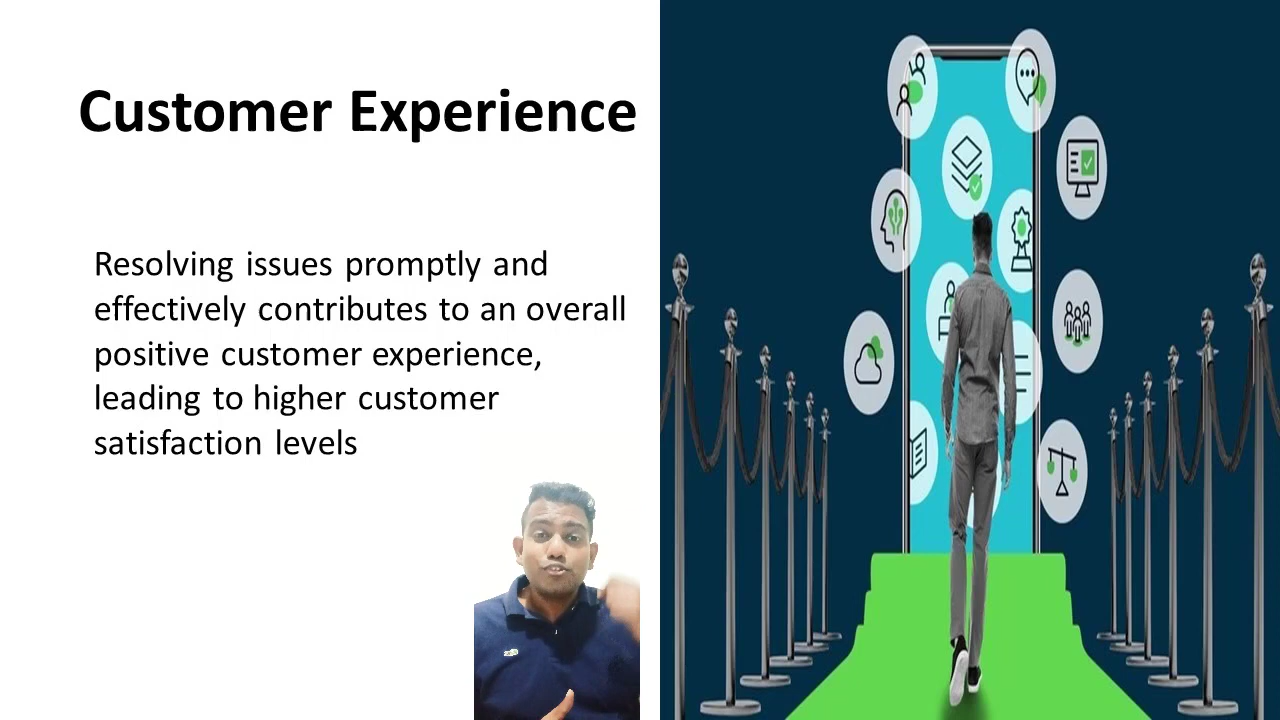 Customer Experience
Resolving issues promptly and
effectively contributes to an overall
positive customer experience,
leading to higher customer
satisfaction levels